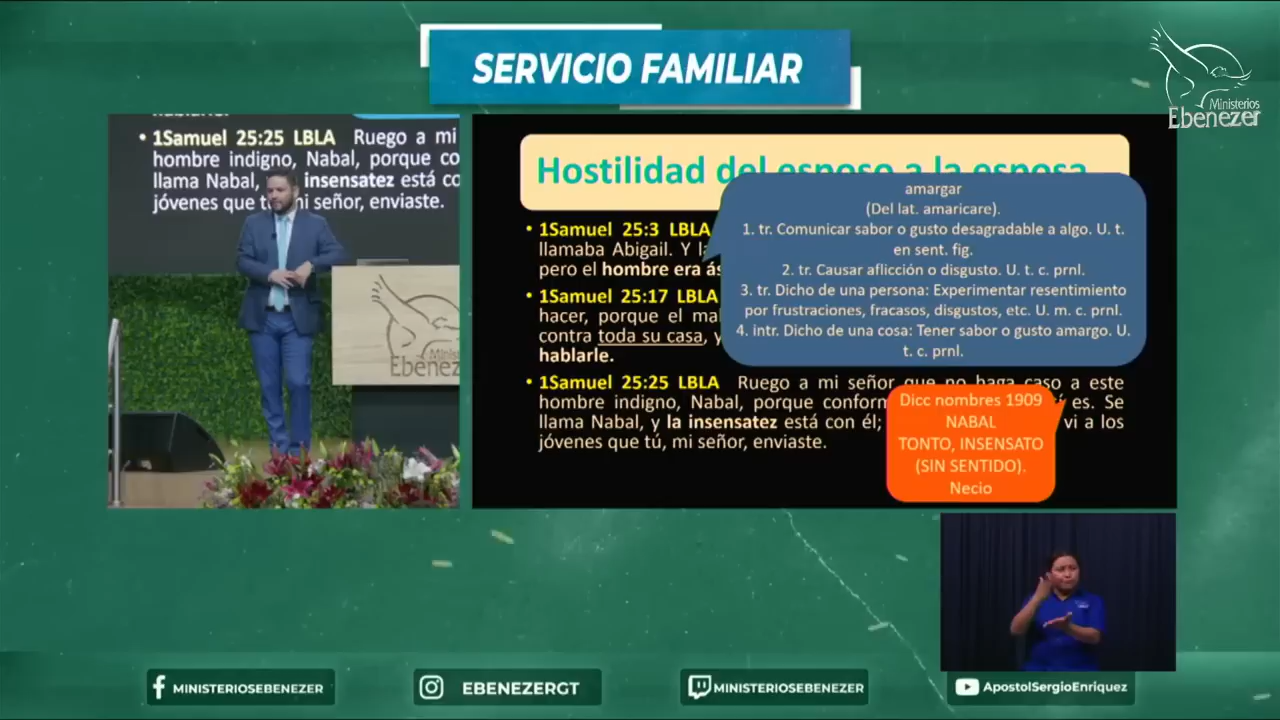 SERVICIO FAMILIAR
Ministerios
Ebenezer
• 1Samuel 25:25 LBLA Ruego a mi
hombre indigno, Nabal, porque co
llama Nabal, insensatez está co
jóvenes que mi señor, enviaste.
Ministe
Ebenez
Hostilidad del esposo a la esposa
• 1Samuel 25:3 LBLA
llamaba Abigail. Y
pero el hombre era
• 1Samuel 25:17 LBLA
hacer, porque el
contra toda su casa, y
hablarle.
• 1Samuel 25:25 LBLA Ruego a mi señor que no haga caso a este
hombre indigno, Nabal, porque es. Se
llama Nabal, y la insensatez está con él; vi a los
jóvenes que tú, mi señor, enviaste.
amargar
(Del lat. amaricare).
1. tr. Comunicar sabor o gusto desagradable a algo. U. t.
en sent. fig.
2. tr. Causar aflicción o disgusto. U. t. c. prnl.
3. tr. Dicho de una persona: Experimentar resentimiento
por frustraciones, fracasos, disgustos, etc. U. m. c. prnl.
4. intr. Dicho de una cosa: Tener sabor o gusto amargo. U.
t. c. prnl.
Dicc nombres 1909
NABAL
TONTO, INSENSATO
(SIN SENTIDO).
Necio
MINISTERIOSEBENEZER
EBENEZERGT
MINISTERIOSEBENEZER
ApostolSergioEnriquez